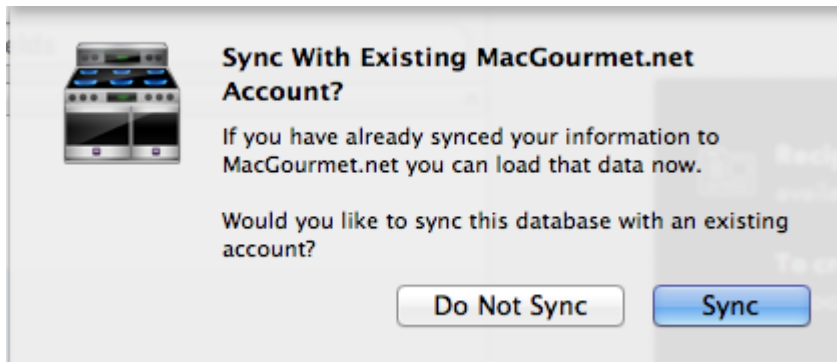 Sync With Existing MacGourmet.net
Account?
If you have already synced your information to
MacGourmet.net you can load that data now.
Would you like to sync this database with an existing
account?
Do Not Sync
Sync